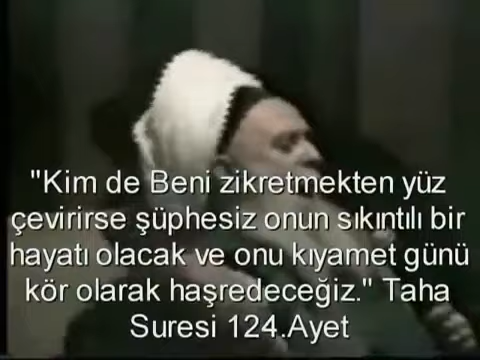 "Kim de Beni zikretmekten yüz
çevirirse şüphesiz onun sıkıntılı bir
hayatı olacak ve onu kıyamet günü
kör olarak haşredeceğiz." Taha
Suresi 124.Ayet